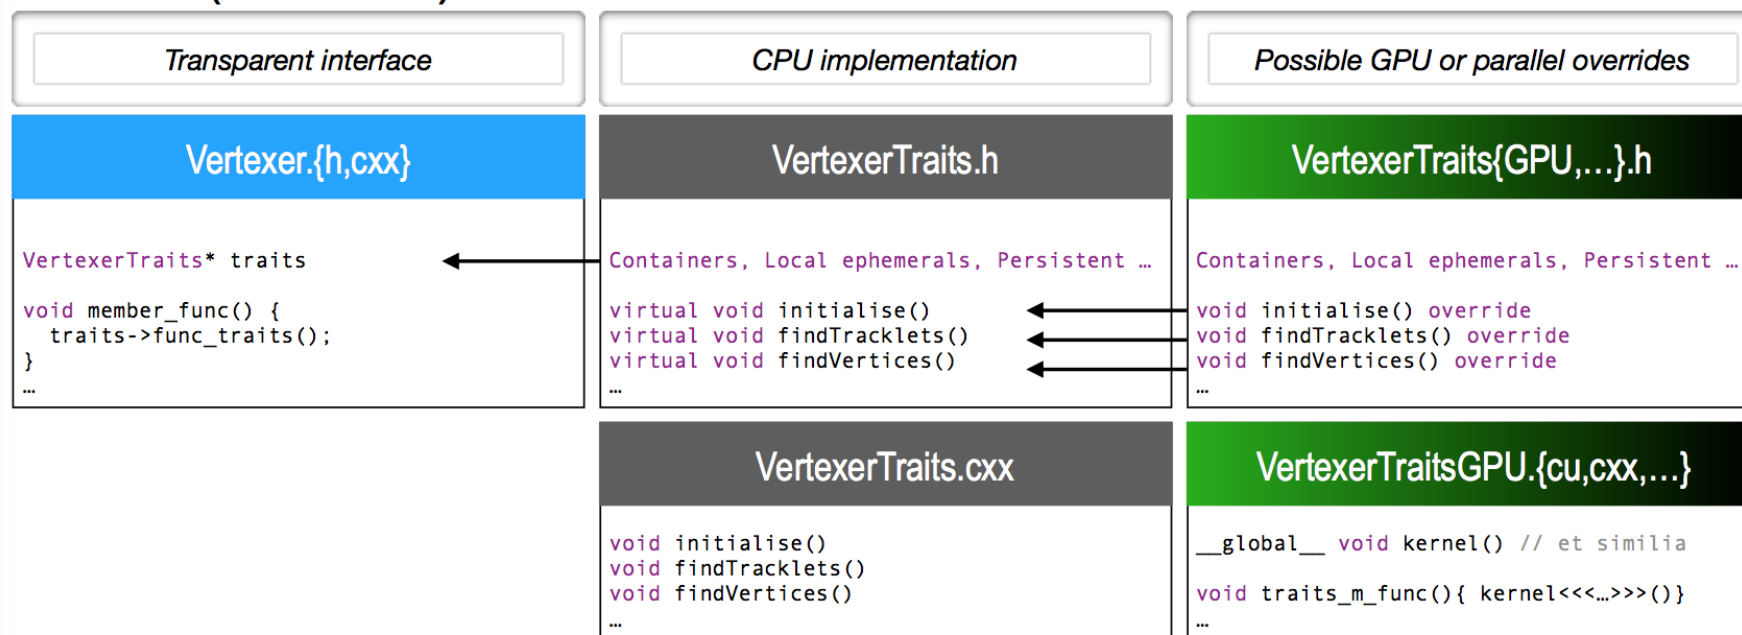 Transparent interface
CPU implementation
Possible GPU or parallel overrides
Vertexer.{h,cxx}
VertexerTraits* traits
void member_func() {
traits->func_traits();
}
…
VertexerTraits.h
Containers, Local ephemerals, Persistent …
virtual void initialise()
virtual void findTracklets()
virtual void findVertices()
…
VertexerTraits{GPU,…}.h
Containers, Local ephemerals, Persistent …
void initialise() override
void findTracklets() override
void findVertices() override
…
VertexerTraits.cxx
void initialise()
void findTracklets()
void findVertices()
…
VertexerTraitsGPU.{cu,cxx,…}
__global__ void kernel() // et similia
void traits_m_func(){ kernel<<<…>>>()}
…